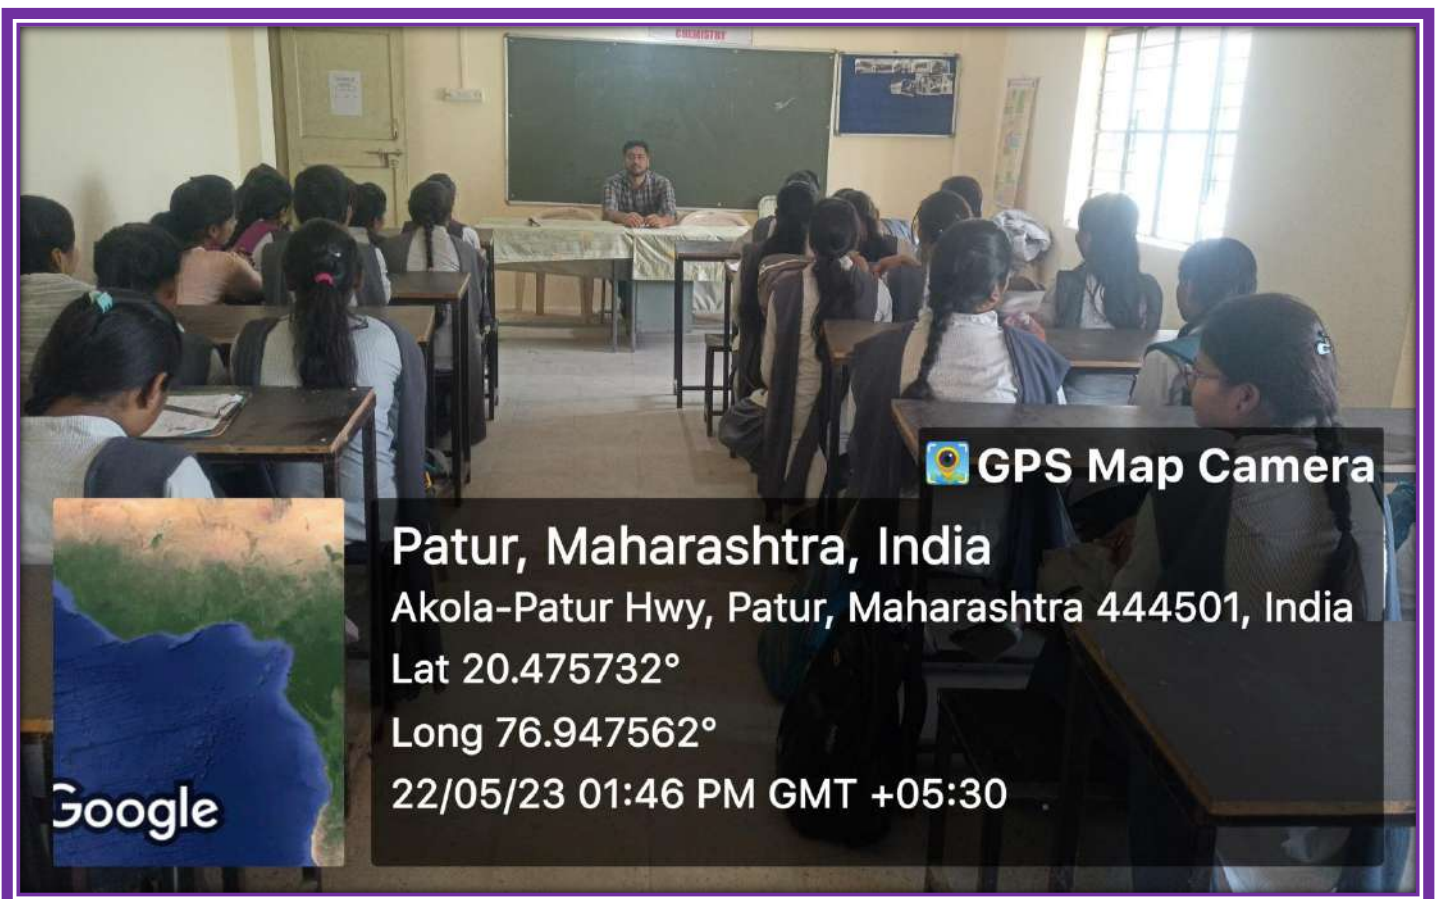 CHEMISTRY
GPS Map Camera
Patur, Maharashtra, India
Akola-Patur Hwy, Patur, Maharashtra 444501, India
Lat 20.475732°
Long 76.947562°
22/05/23 01:46 PM GMT +05:30
Google